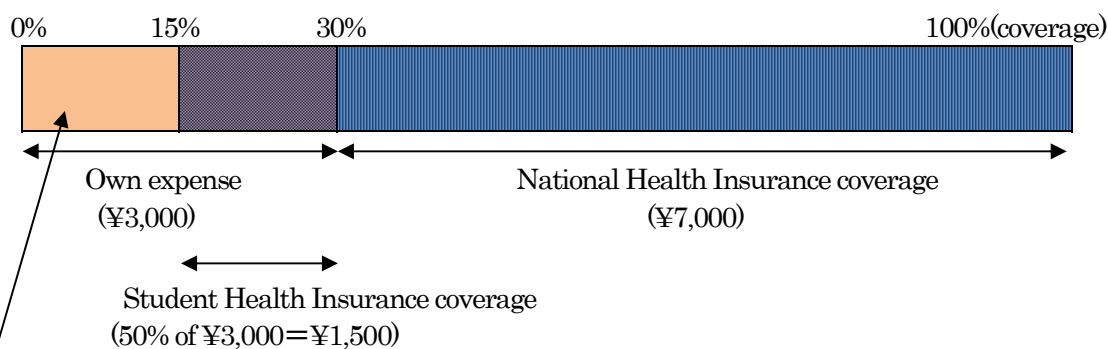 0% 15% 30% 100%(coverage)
Own expense National Health Insurance coverage
(¥3,000) (¥7,000)
Student Health Insurance coverage
(50% of ¥3,000＝¥1,500)